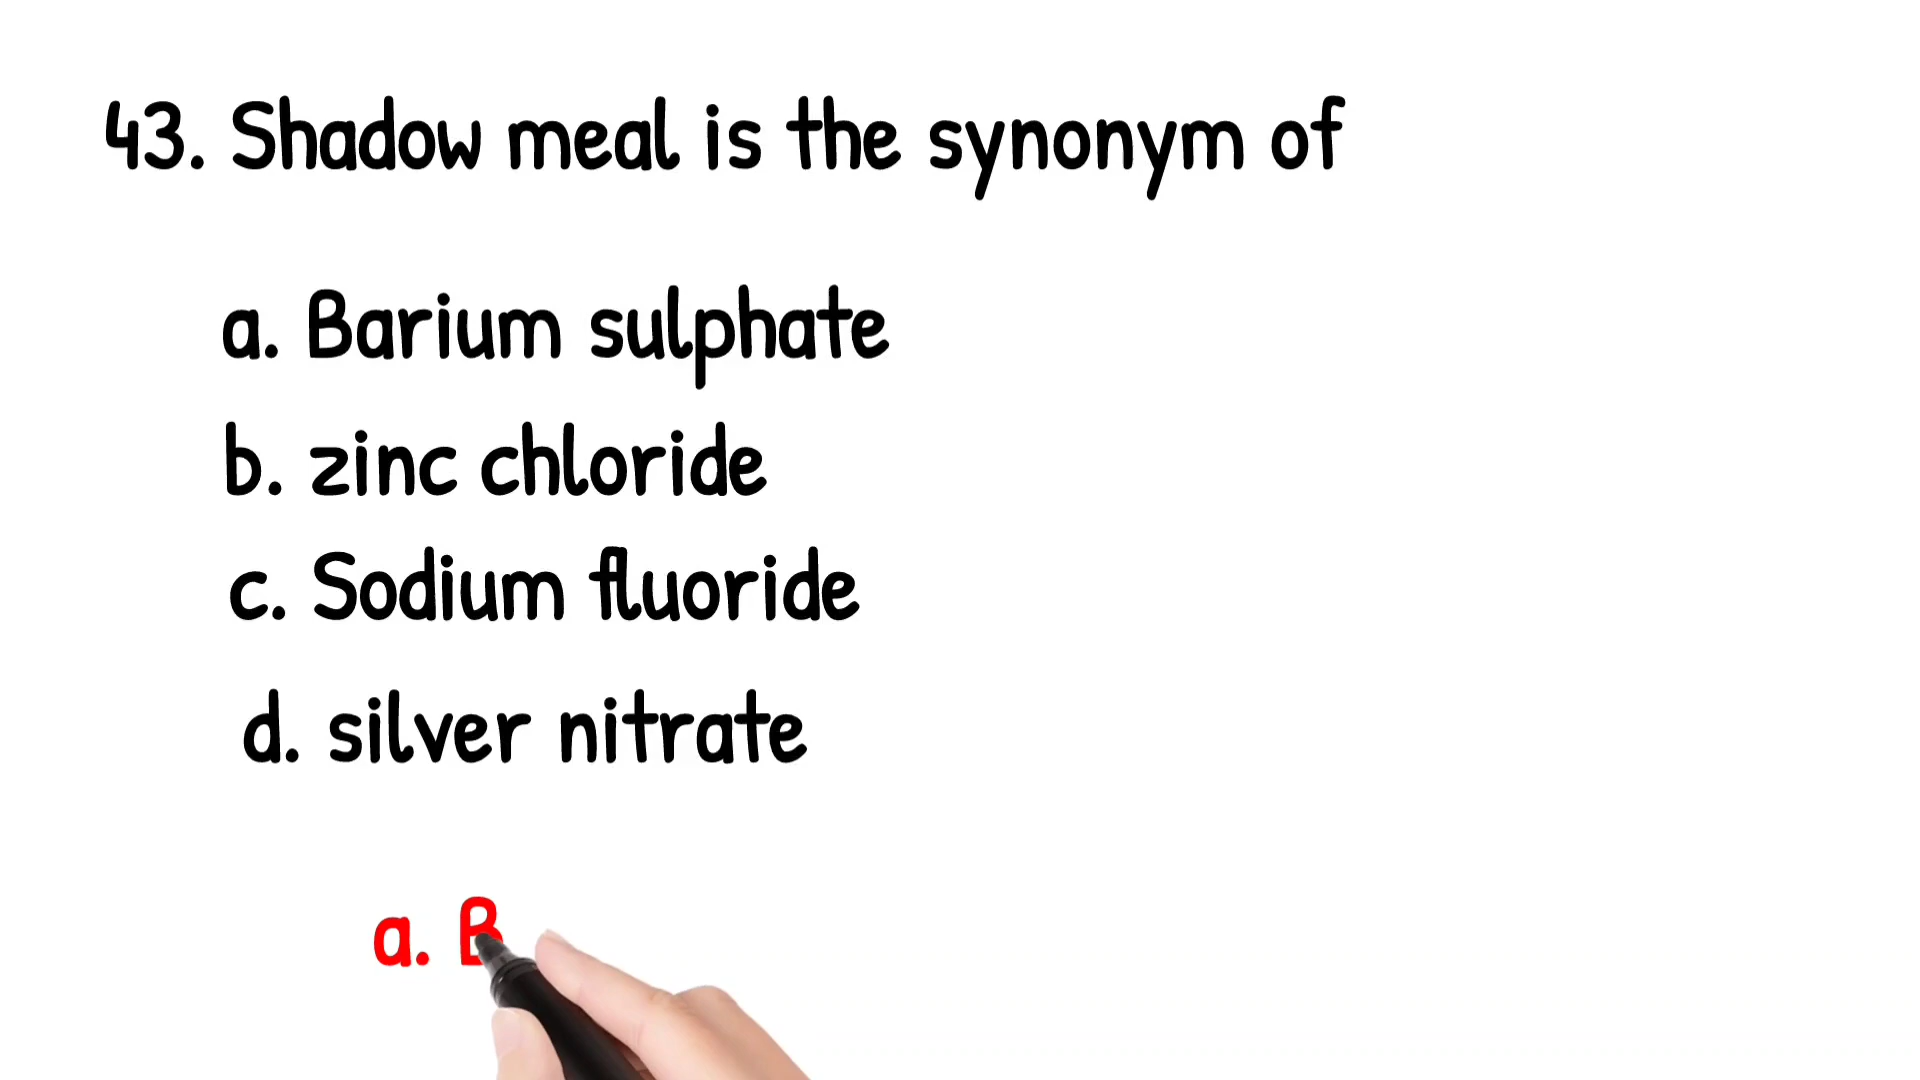 43. Shadow meal is the synonym of
a. Barium sulphate
b. zinc chloride
c. Sodium fluoride
d. silver nitrate
a. B